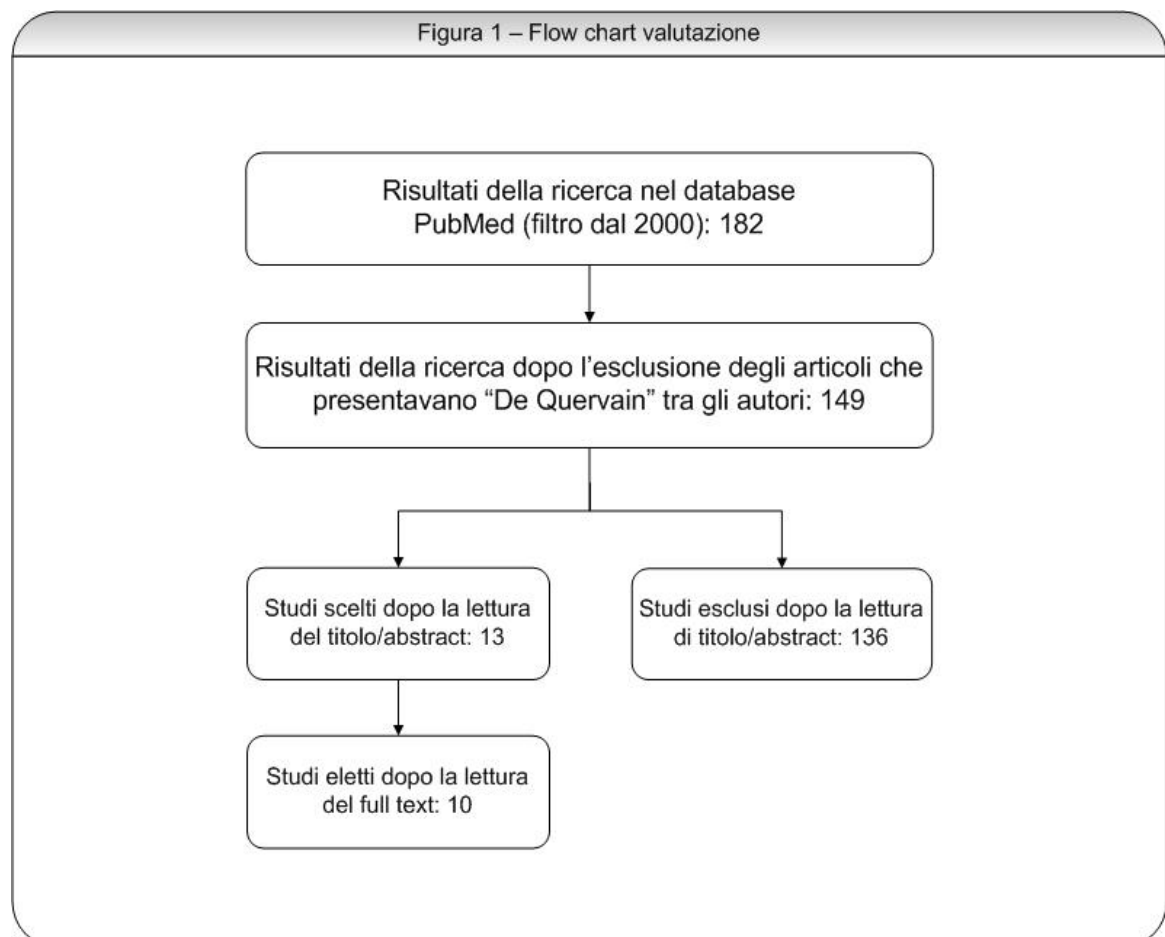 Figura 1 – Flow chart valutazione
Risultati della ricerca nel database
PubMed (filtro dal 2000): 182
Risultati della ricerca dopo l’esclusione degli articoli che
presentavano “De Quervain” tra gli autori: 149
Studi scelti dopo la lettura
del titolo/abstract: 13
Studi esclusi dopo la lettura
di titolo/abstract: 136
Studi eletti dopo la lettura
del full text: 10